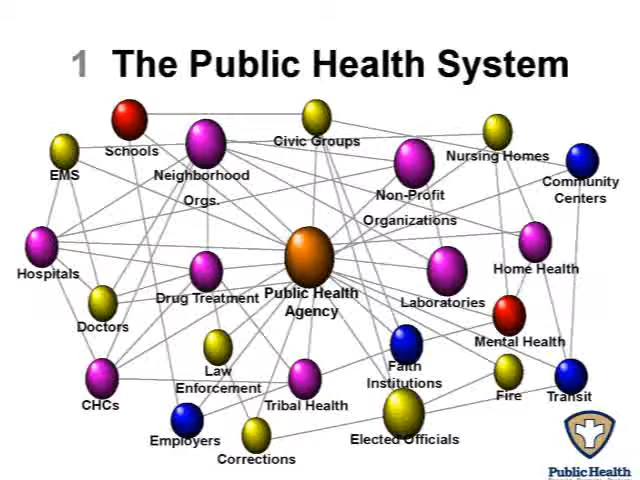 1 The Public Health System
Schools
Civic Groups
EMS
Neighborhood
Orgs.
Nursing Homes
Non-Profit
Organizations
Community
Centers
Hospitals
Drug Treatment
Public Health
Agency
Laboratories
Home Health
Doctors
Law
Enforcement
Faith
Institutions
Mental Health
CHCs
Tribal Health
Fire
Transit
Employers
Corrections
Elected Officials
Public Health